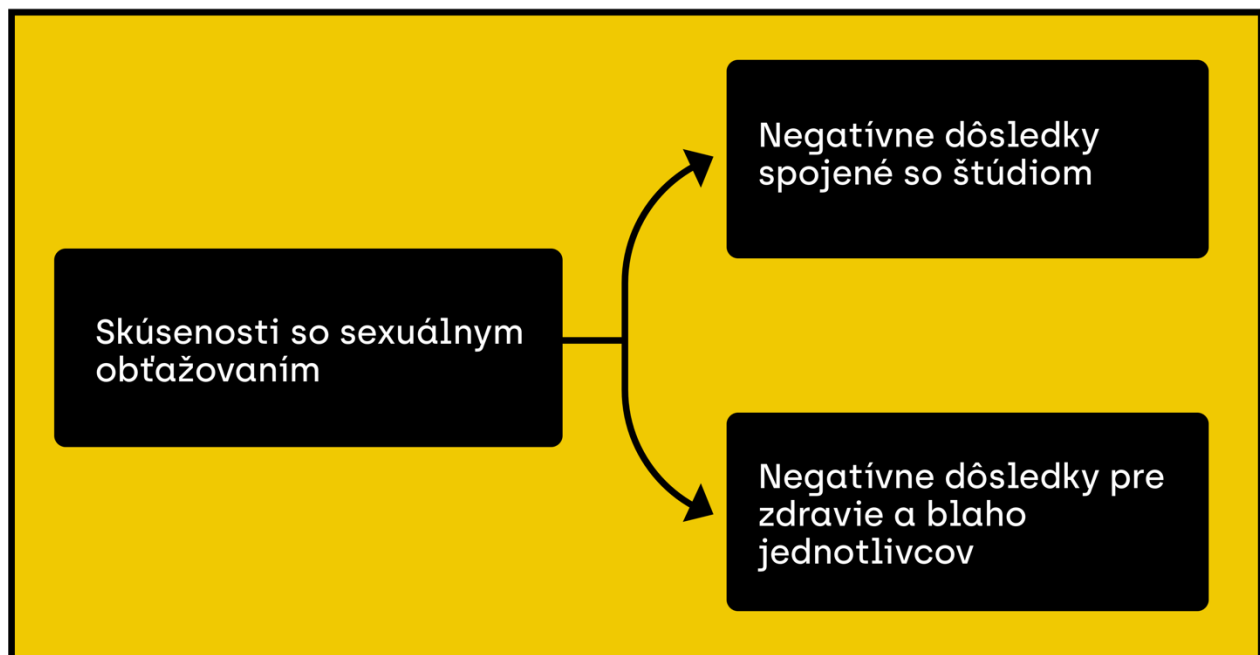 Negatívne dôsledky
spojené so štúdiom
Skúsenosti so sexuálnym
obťažovaním
Negatívne dôsledky pre
zdravie a blaho
jednotlivcov